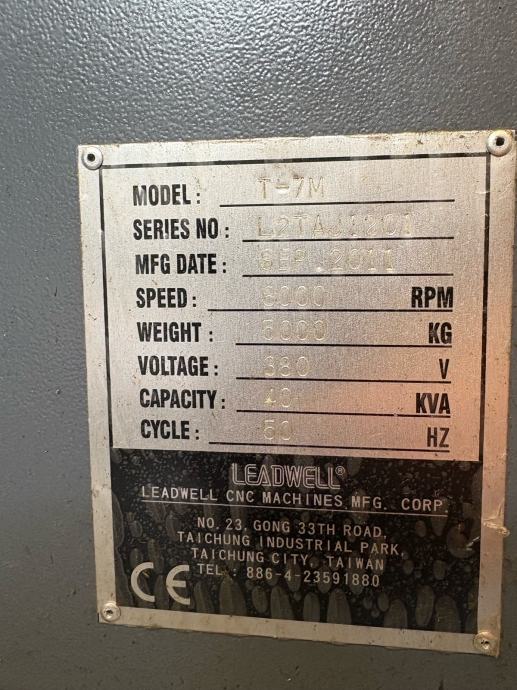 MODEL: T-7M
SERIES NO:
MFG DATE: SEP.2011
SPEED: RPM
WEIGHT: 5000 KG
VOLTAGE: 380 V
CAPACITY: 40 KVA
CYCLE: 50 HZ
LEADWELL®
LEADWELL CNC MACHINES MFG. CORP.
NO. 23, GONG 33TH ROAD,
TAICHUNG INDUSTRIAL PARK,
TAICHUNG CITY, TAIWAN
TEL : 886-4-23591880
CE